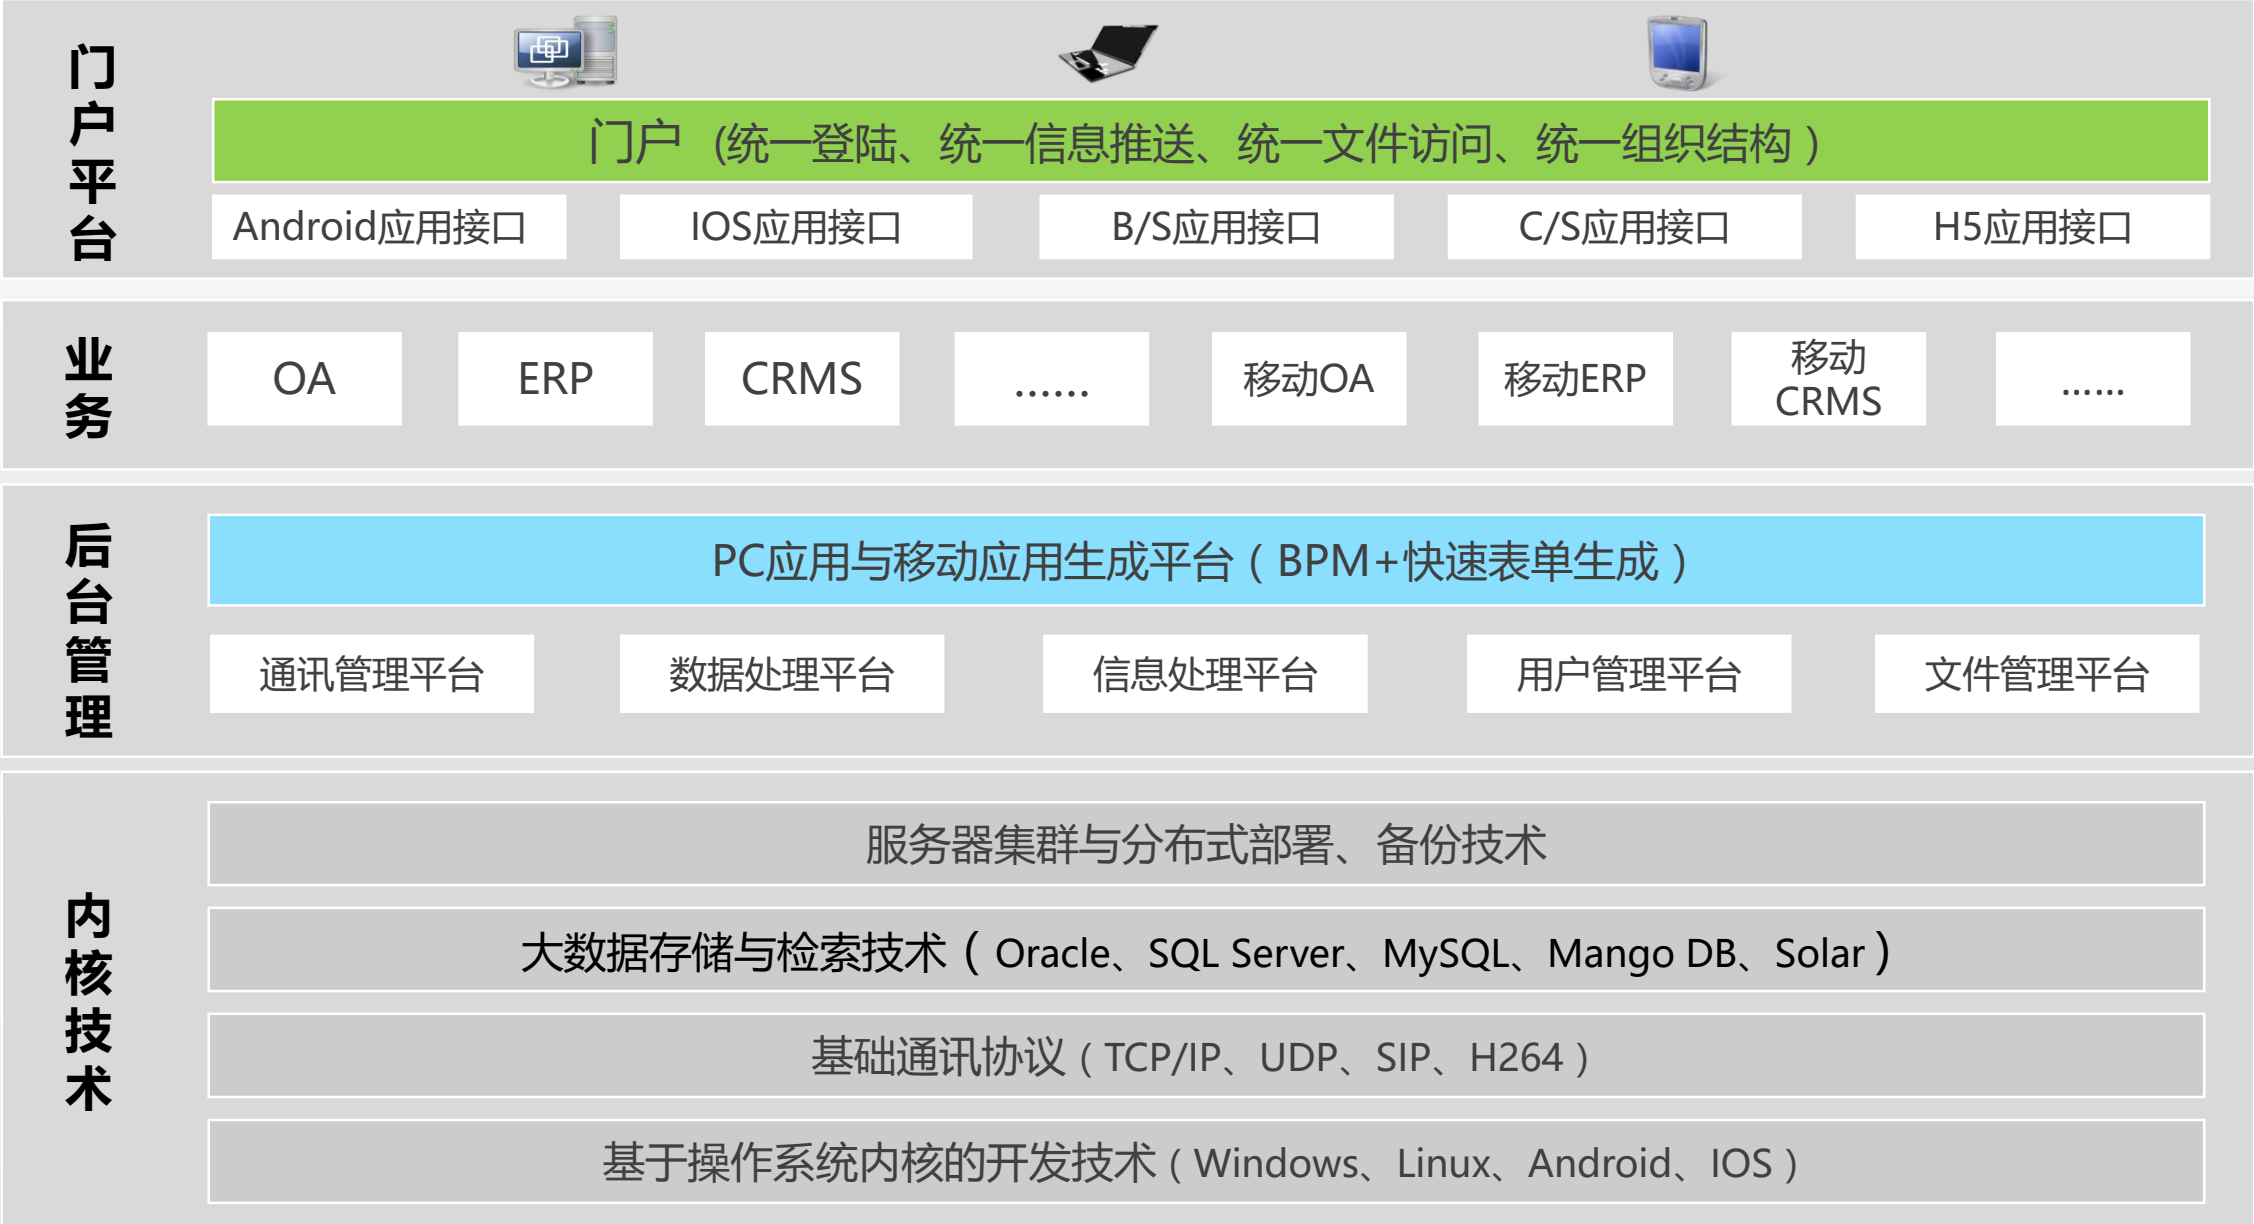 门户平台
门户 (统一登陆、统一信息推送、统一文件访问、统一组织结构）
Android应用接口
IOS应用接口
B/S应用接口
C/S应用接口
H5应用接口
业务
OA
ERP
CRMS
……
移动OA
移动ERP
移动
CRMS
……
后台管理
PC应用与移动应用生成平台（BPM+快速表单生成）
通讯管理平台
数据处理平台
信息处理平台
用户管理平台
文件管理平台
内核技术
服务器集群与分布式部署、备份技术
大数据存储与检索技术（Oracle、SQL Server、MySQL、Mango DB、Solar）
基础通讯协议（TCP/IP、UDP、SIP、H264）
基于操作系统内核的开发技术（Windows、Linux、Android、IOS）